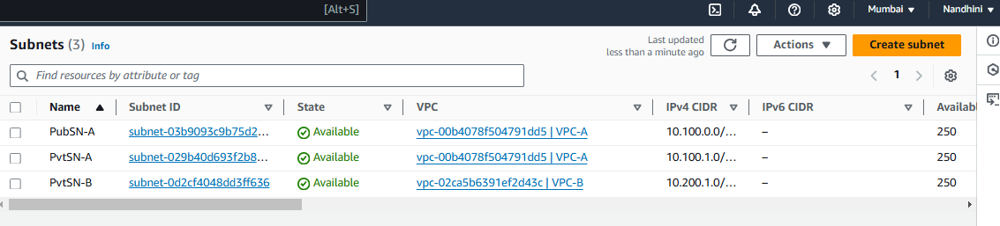 [Alt+S] Mumbai Nandhini
Subnets (3) Info
Last updated
less than a minute ago
Actions
Create subnet
Find resources by attribute or tag
1
Name Subnet ID State VPC IPv4 CIDR IPv6 CIDR Availal
PubSN-A subnet-03b9093c9b75d2... Available vpc-00b4078f504791dd5 | VPC-A 10.100.0.0/... – 250
PvtSN-A subnet-029b40d693f2b8... Available vpc-00b4078f504791dd5 | VPC-A 10.100.1.0/... – 250
PvtSN-B subnet-0d2cf4048dd3ff636 Available vpc-02ca5b6391ef2d43c | VPC-B 10.200.1.0/... – 250